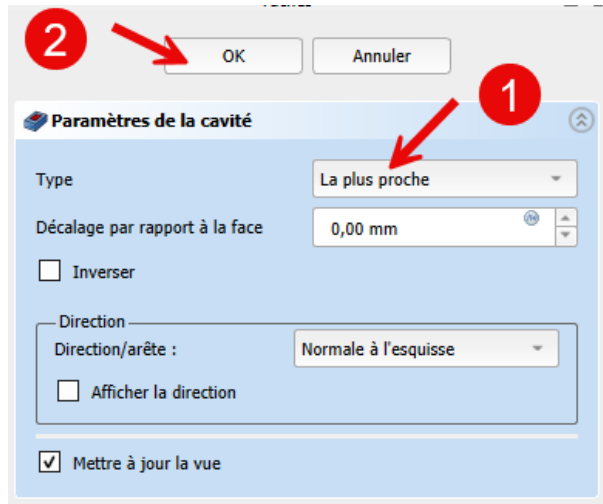 2
OK
Annuler
1
Paramètres de la cavité
Type
La plus proche
Décalage par rapport à la face
0,00 mm
Inverser
Direction
Direction/arête :
Normale à l'esquisse
Afficher la direction
Mettre à jour la vue